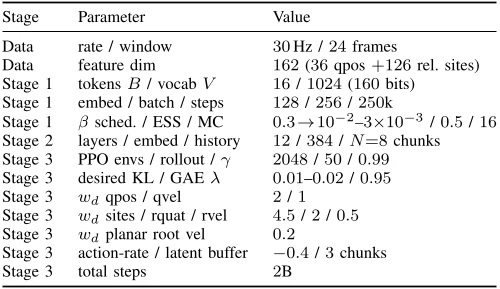 Stage Parameter Value
Data rate / window 30 Hz / 24 frames
Data feature dim 162 (36 qpos +126 rel. sites)
Stage 1 tokens B / vocab V 16 / 1024 (160 bits)
Stage 1 embed / batch / steps 128 / 256 / 250k
Stage 1 β sched. / ESS / MC 0.3→10⁻²–3×10⁻³ / 0.5 / 16
Stage 2 layers / embed / history 12 / 384 / N=8 chunks
Stage 3 PPO envs / rollout / γ 2048 / 50 / 0.99
Stage 3 desired KL / GAE λ 0.01–0.02 / 0.95
Stage 3 w_d qpos / qvel 2 / 1
Stage 3 w_d sites / rquat / rvel 4.5 / 2 / 0.5
Stage 3 w_d planar root vel 0.2
Stage 3 action-rate / latent buffer −0.4 / 3 chunks
Stage 3 total steps 2B